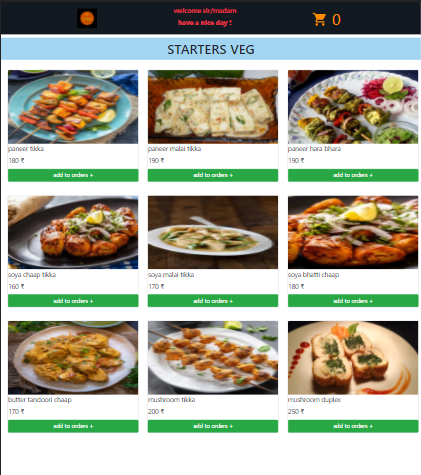 welcome sir/madam
have a nice day !
0
STARTERS VEG
paneer tikka
180 ₹
add to orders +
paneer malai tikka
190 ₹
add to orders +
paneer hara bhara
190 ₹
add to orders +
soya chaap tikka
160 ₹
add to orders +
soya malai tikka
170 ₹
add to orders +
soya bhatti chaap
180 ₹
add to orders +
butter tandoori chaap
170 ₹
add to orders +
mushroom tikka
200 ₹
add to orders +
mushroom duplex
250 ₹
add to orders +